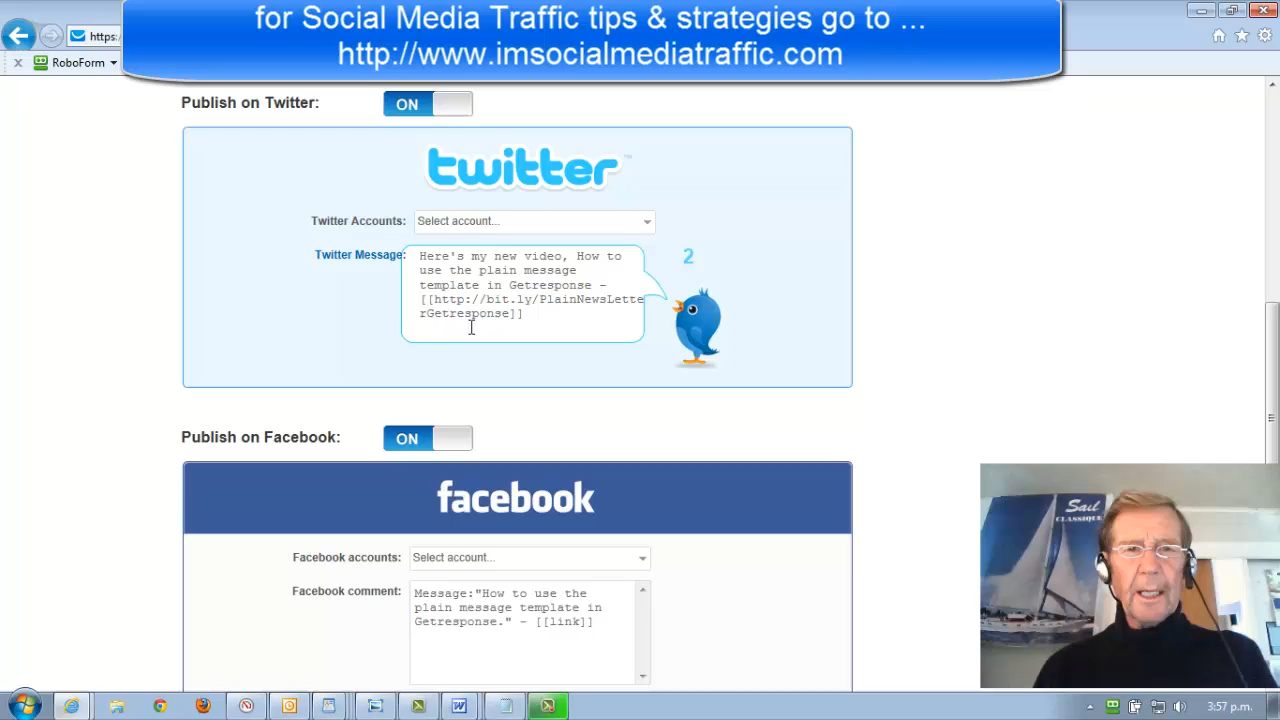 for Social Media Traffic tips & strategies go to ...
http://www.imsocialmediatraffic.com
https:
x RoboForm
Publish on Twitter: ON
twitter™
Twitter Accounts: Select account...
Twitter Message: Here's my new video, How to
use the plain message
template in Getresponse -
[[http://bit.ly/PlainNewsLette
rGetresponse]]
2
Publish on Facebook: ON
facebook
Facebook accounts: Select account...
Facebook comment: Message:"How to use the
plain message template in
Getresponse." - [[link]]
Sail
CLASSIQUE
3:57 p.m.